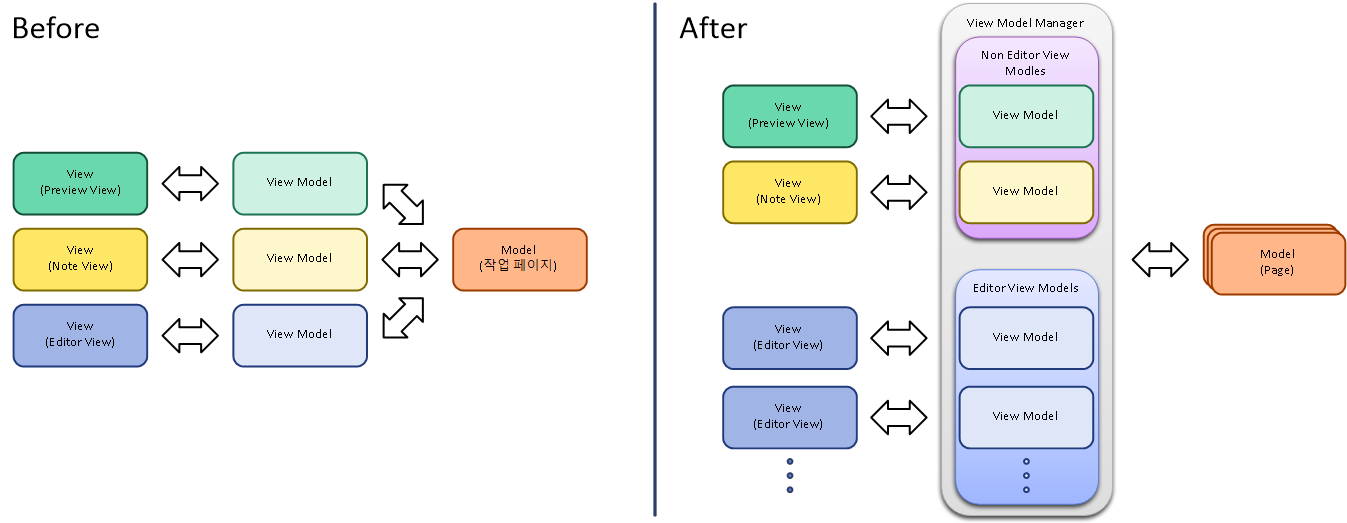 Before
View
(Preview View)
View Model
View
(Note View)
View Model
Model
(작업 페이지)
View
(Editor View)
View Model
After
View Model Manager
Non Editor View
Modles
View
(Preview View)
View Model
View
(Note View)
View Model
Model
(Page)
Editor View Models
View
(Editor View)
View Model
View
(Editor View)
View Model